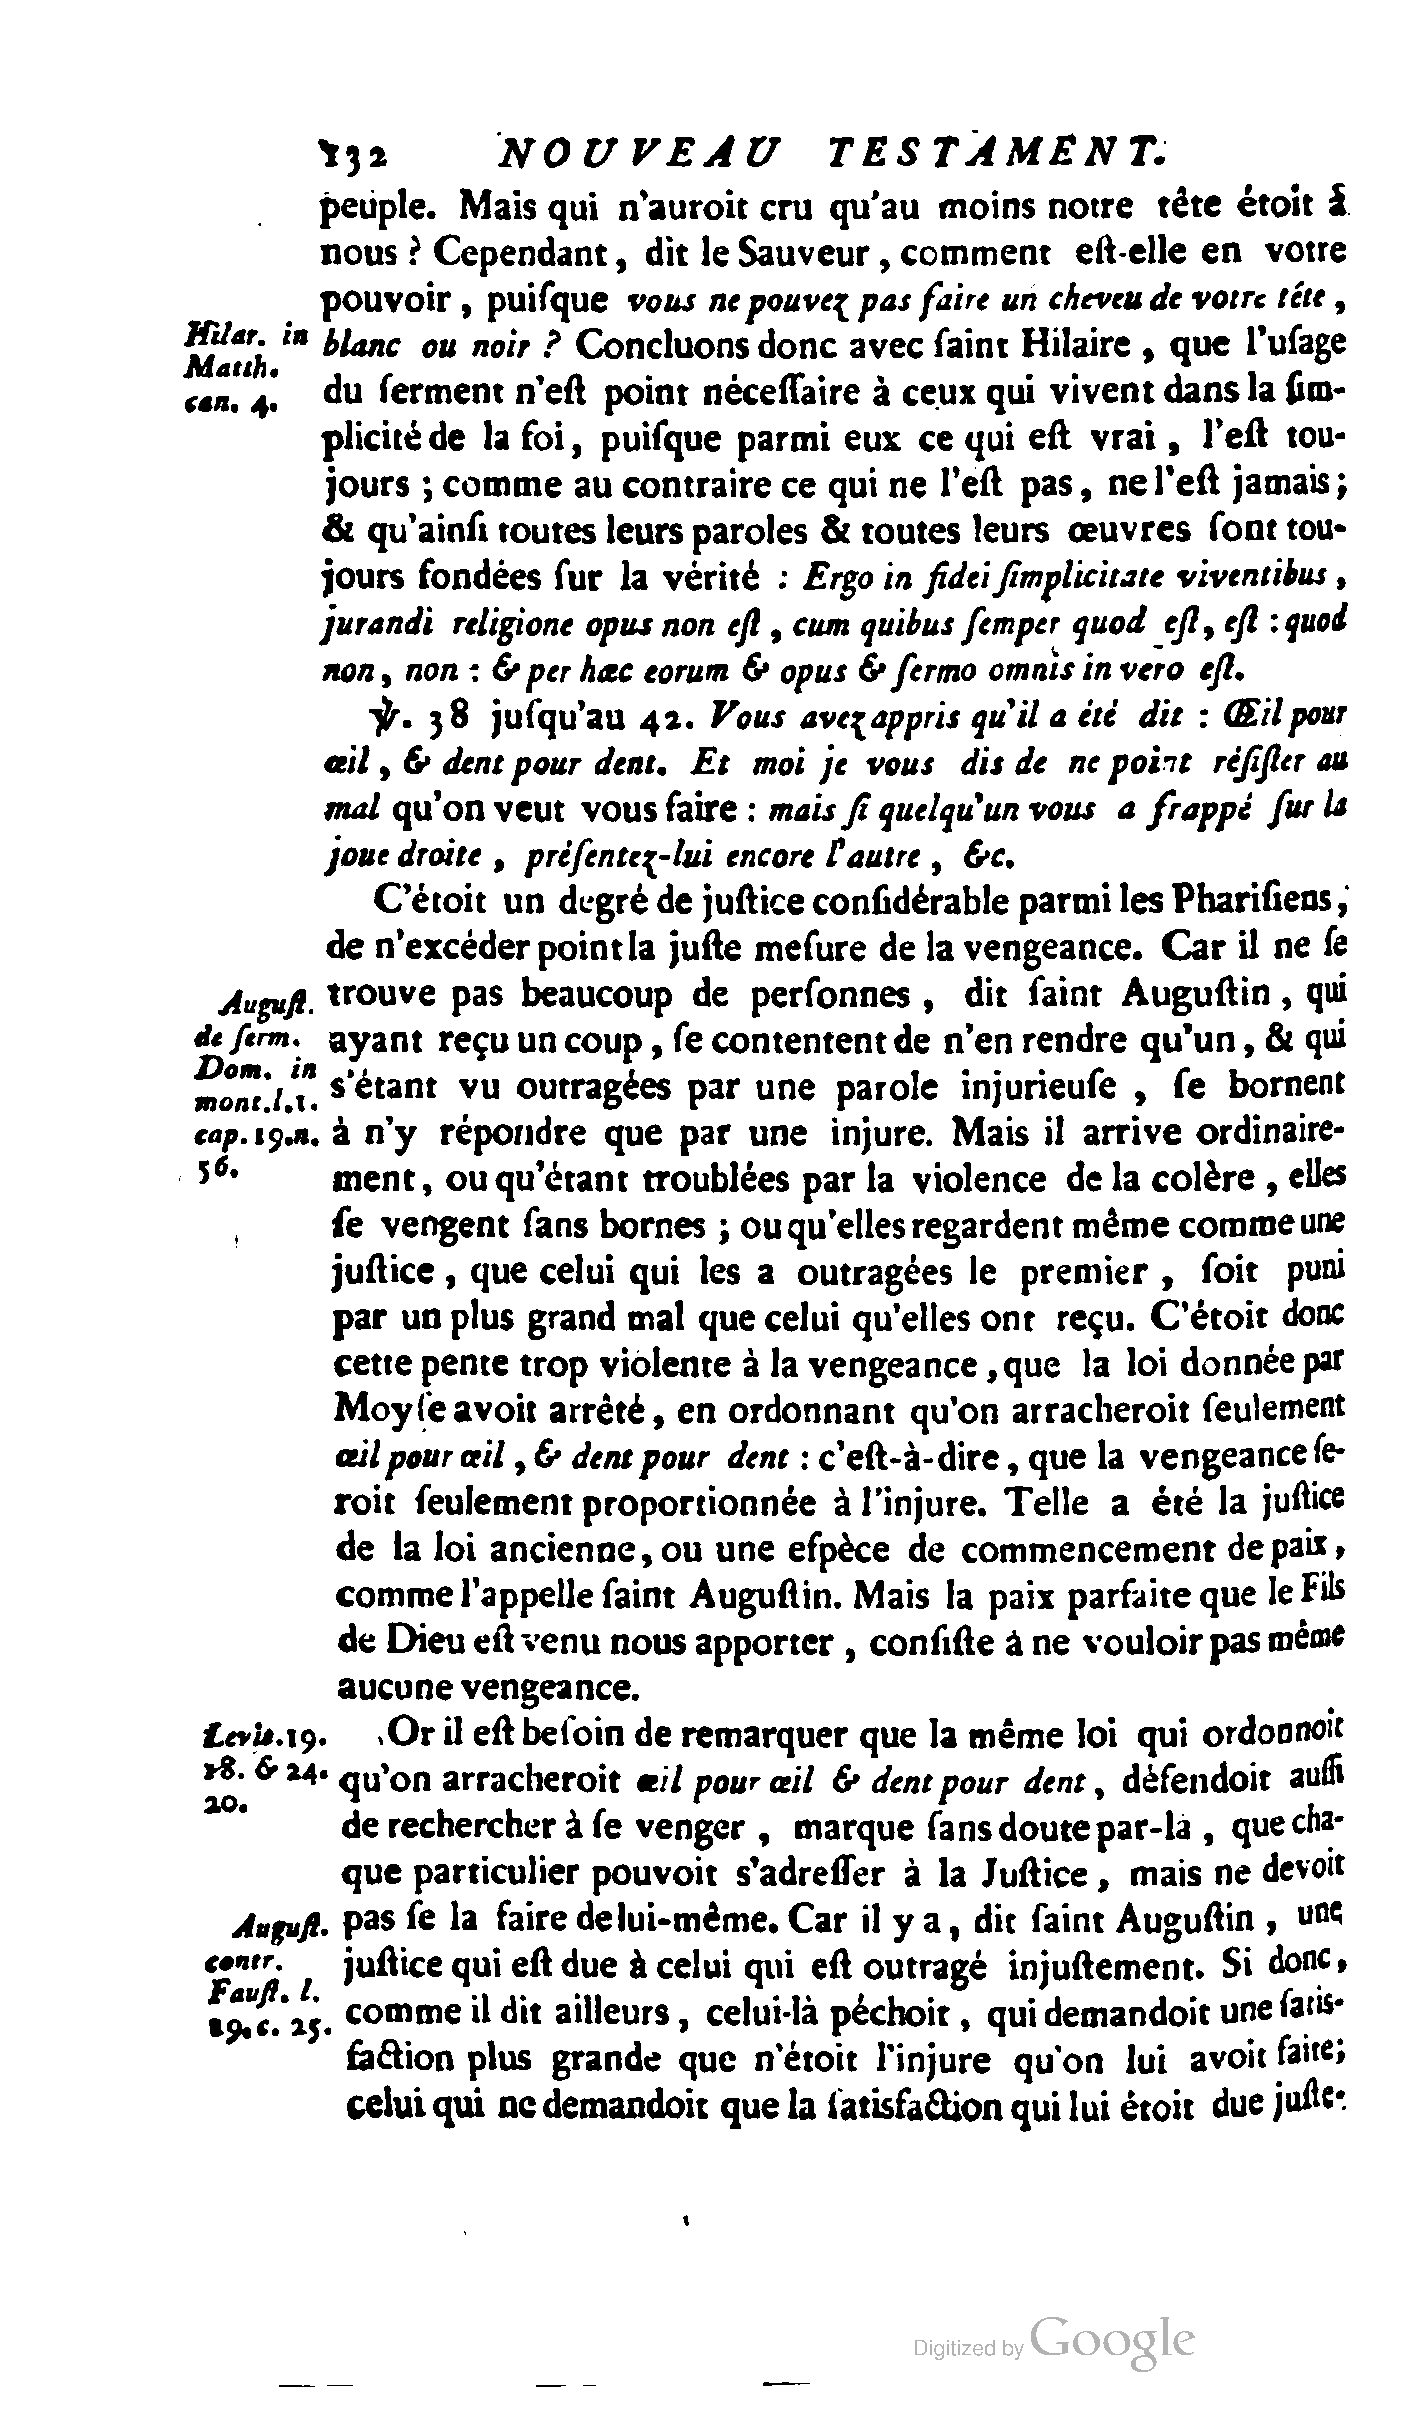 132 NOUVEAU TESTAMENT.
peuple. Mais qui n'auroit cru qu'au moins notre tête étoit à
nous ? Cependant, dit le Sauveur, comment eſt-elle en votre
pouvoir, puiſque vous ne pouvez pas faire un cheveu de votre tête,
Hilar. in
Matth.
can. 4.
blanc ou noir ? Concluons donc avec ſaint Hilaire, que l'uſage
du ſerment n'eſt point néceſſaire à ceux qui vivent dans la ſim-
plicité de la foi, puiſque parmi eux ce qui eſt vrai, l'eſt tou-
jours ; comme au contraire ce qui ne l'eſt pas, ne l'eſt jamais ;
& qu'ainſi toutes leurs paroles & toutes leurs œuvres ſont tou-
jours fondées ſur la vérité : Ergo in fidei ſimplicitate viventibus,
jurandi religione opus non eſt, cum quibus ſemper quod eſt, eſt : quod
non, non : & per hæc eorum & opus & ſermo omnis in vero eſt.
℣. 38 juſqu'au 42. Vous avez appris qu'il a été dit : Œil pour
œil, & dent pour dent. Et moi je vous dis de ne point réſiſter au
mal qu'on veut vous faire : mais ſi quelqu'un vous a frappé ſur la
joue droite, préſentez-lui encore l'autre, &c.
C'étoit un degré de juſtice conſidérable parmi les Phariſiens,
de n'excéder point la juſte meſure de la vengeance. Car il ne ſe
Auguſt.
de ſerm.
Dom. in
mont. l. 1.
cap. 19. n.
56.
trouve pas beaucoup de perſonnes, dit ſaint Auguſtin, qui
ayant reçu un coup, ſe contentent de n'en rendre qu'un, & qui
s'étant vu outragées par une parole injurieuſe, ſe bornent
à n'y répondre que par une injure. Mais il arrive ordinaire-
ment, ou qu'étant troublées par la violence de la colère, elles
ſe vengent ſans bornes ; ou qu'elles regardent même comme une
juſtice, que celui qui les a outragées le premier, ſoit puni
par un plus grand mal que celui qu'elles ont reçu. C'étoit donc
cette pente trop violente à la vengeance, que la loi donnée par
Moyſe avoit arrêté, en ordonnant qu'on arracheroit ſeulement
œil pour œil, & dent pour dent : c'eſt-à-dire, que la vengeance ſe-
roit ſeulement proportionnée à l'injure. Telle a été la juſtice
de la loi ancienne, ou une eſpèce de commencement de paix,
comme l'appelle ſaint Auguſtin. Mais la paix parfaite que le Fils
de Dieu eſt venu nous apporter, conſiſte à ne vouloir pas même
aucune vengeance.
Levit. 19.
18. & 24.
20.
Or il eſt beſoin de remarquer que la même loi qui ordonnoit
qu'on arracheroit œil pour œil & dent pour dent, défendoit auſſi
de rechercher à ſe venger, marque ſans doute par-là, que cha-
que particulier pouvoit s'adreſſer à la Juſtice, mais ne devoit
Auguſt.
contr.
Fauſt. l.
19. c. 25.
pas ſe la faire de lui-même. Car il y a, dit ſaint Auguſtin, une
juſtice qui eſt due à celui qui eſt outragé injuſtement. Si donc,
comme il dit ailleurs, celui-là péchoit, qui demandoit une ſatis-
faction plus grande que n'étoit l'injure qu'on lui avoit faite ;
celui qui ne demandoit que la ſatisfaction qui lui étoit due juſte-
Digitized by Google